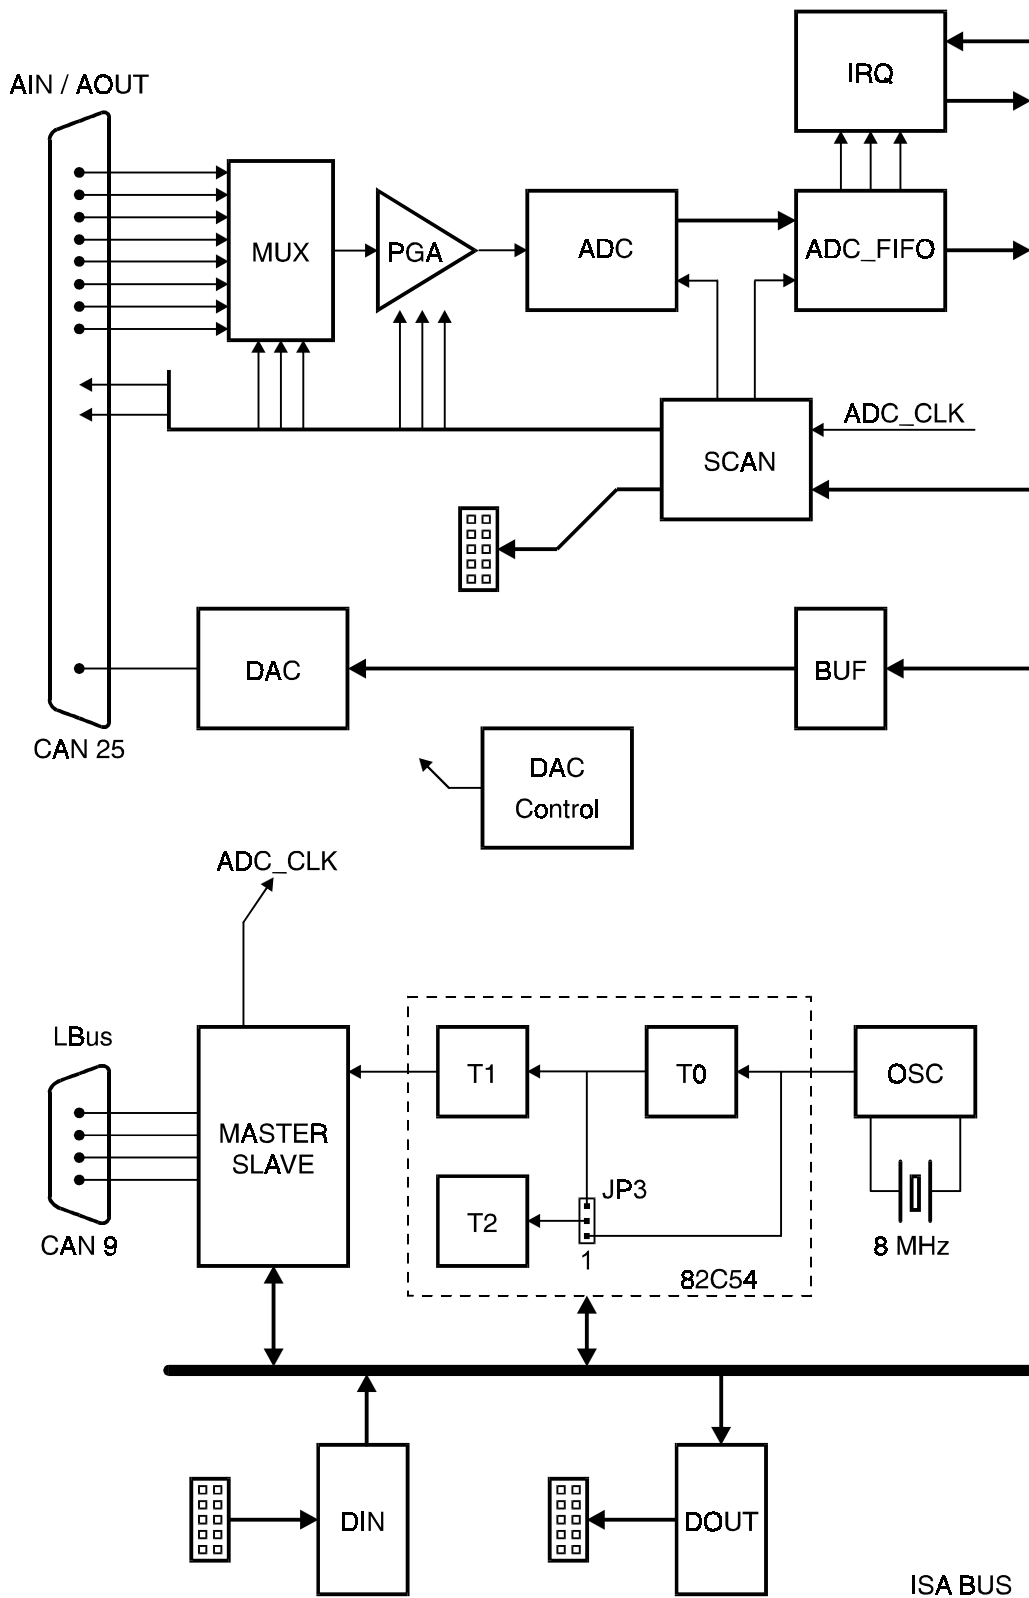 IRQ
AIN / AOUT
MUX
PGA
ADC
ADC_FIFO
ADC_CLK
SCAN
DAC
BUF
CAN 25
DAC
Control
ADC_CLK
LBus
T1
T0
OSC
MASTER
SLAVE
JP3
T2
CAN 9
8 MHz
1
82C54
DIN
DOUT
ISA BUS